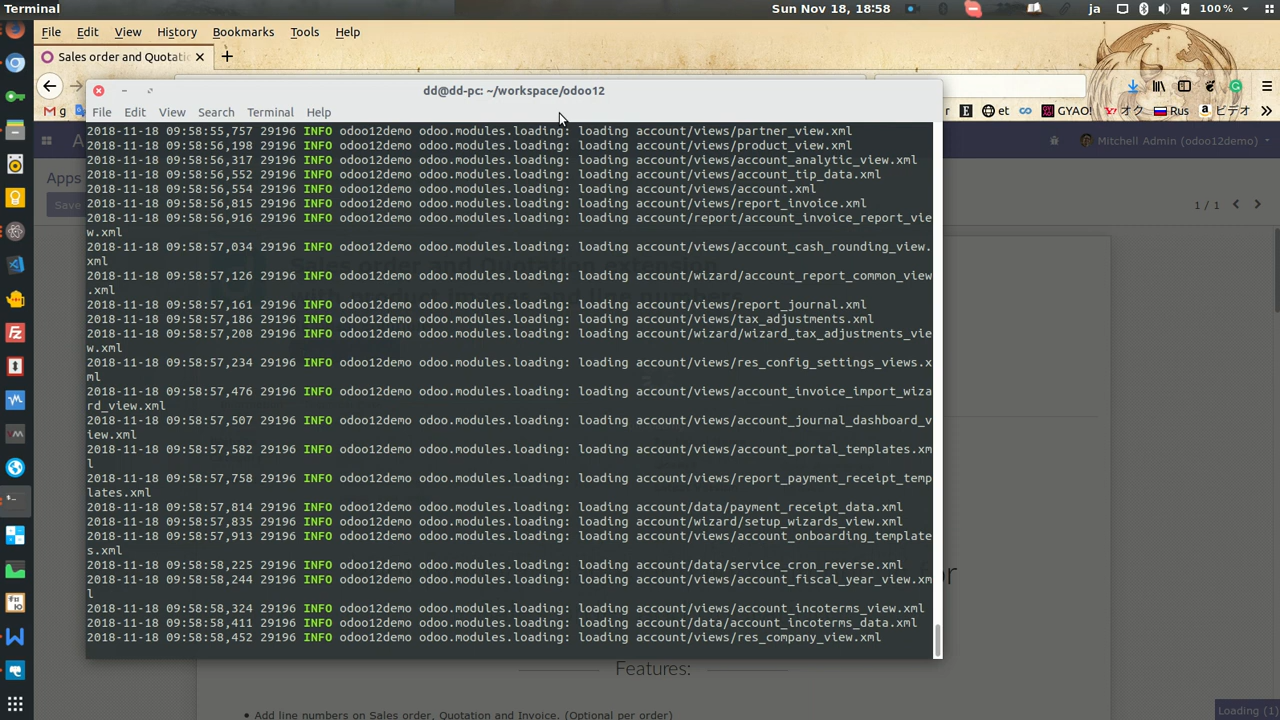 Terminal
Sun Nov 18, 18:58
ja
100%
File Edit View History Bookmarks Tools Help
Sales order and Quotati
M g
et
GYAO!
オク
Rus
ビデオ
dd@dd-pc: ~/workspace/odoo12
File Edit View Search Terminal Help
2018-11-18 09:58:55,757 29196 INFO odoo12demo odoo.modules.loading: loading account/views/partner_view.xml
2018-11-18 09:58:56,198 29196 INFO odoo12demo odoo.modules.loading: loading account/views/product_view.xml
2018-11-18 09:58:56,317 29196 INFO odoo12demo odoo.modules.loading: loading account/views/account_analytic_view.xml
2018-11-18 09:58:56,552 29196 INFO odoo12demo odoo.modules.loading: loading account/views/account_tip_data.xml
2018-11-18 09:58:56,554 29196 INFO odoo12demo odoo.modules.loading: loading account/views/account.xml
2018-11-18 09:58:56,815 29196 INFO odoo12demo odoo.modules.loading: loading account/views/report_invoice.xml
2018-11-18 09:58:56,916 29196 INFO odoo12demo odoo.modules.loading: loading account/report/account_invoice_report_vie
w.xml
2018-11-18 09:58:57,034 29196 INFO odoo12demo odoo.modules.loading: loading account/views/account_cash_rounding_view.
xml
2018-11-18 09:58:57,126 29196 INFO odoo12demo odoo.modules.loading: loading account/wizard/account_report_common_view
.xml
2018-11-18 09:58:57,161 29196 INFO odoo12demo odoo.modules.loading: loading account/views/report_journal.xml
2018-11-18 09:58:57,186 29196 INFO odoo12demo odoo.modules.loading: loading account/views/tax_adjustments.xml
2018-11-18 09:58:57,208 29196 INFO odoo12demo odoo.modules.loading: loading account/wizard/wizard_tax_adjustments_vie
w.xml
2018-11-18 09:58:57,234 29196 INFO odoo12demo odoo.modules.loading: loading account/views/res_config_settings_views.x
ml
2018-11-18 09:58:57,476 29196 INFO odoo12demo odoo.modules.loading: loading account/views/account_invoice_import_wiza
rd_view.xml
2018-11-18 09:58:57,507 29196 INFO odoo12demo odoo.modules.loading: loading account/views/account_journal_dashboard_v
iew.xml
2018-11-18 09:58:57,582 29196 INFO odoo12demo odoo.modules.loading: loading account/views/account_portal_templates.xm
l
2018-11-18 09:58:57,758 29196 INFO odoo12demo odoo.modules.loading: loading account/views/report_payment_receipt_temp
lates.xml
2018-11-18 09:58:57,814 29196 INFO odoo12demo odoo.modules.loading: loading account/data/payment_receipt_data.xml
2018-11-18 09:58:57,835 29196 INFO odoo12demo odoo.modules.loading: loading account/wizard/setup_wizards_view.xml
2018-11-18 09:58:57,913 29196 INFO odoo12demo odoo.modules.loading: loading account/views/account_onboarding_template
s.xml
2018-11-18 09:58:58,225 29196 INFO odoo12demo odoo.modules.loading: loading account/data/service_cron_reverse.xml
2018-11-18 09:58:58,244 29196 INFO odoo12demo odoo.modules.loading: loading account/views/account_fiscal_year_view.xm
l
2018-11-18 09:58:58,324 29196 INFO odoo12demo odoo.modules.loading: loading account/views/account_incoterms_view.xml
2018-11-18 09:58:58,411 29196 INFO odoo12demo odoo.modules.loading: loading account/data/account_incoterms_data.xml
2018-11-18 09:58:58,452 29196 INFO odoo12demo odoo.modules.loading: loading account/views/res_company_view.xml
Mitchell Admin (odoo12demo)
Apps
Save
1 / 1
Sales order and Quotation extension
or
Features:
Add line numbers on Sales order, Quotation and Invoice. (Optional per order)
Loading (1)